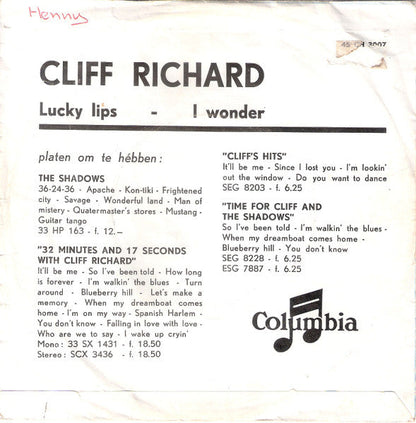 Henny
45 CH 3007
CLIFF RICHARD
Lucky lips - I wonder
platen om te hébben :
THE SHADOWS
36-24-36 - Apache - Kon-tiki - Frightened
city - Savage - Wonderful land - Man of
mistery - Quatermaster's stores - Mustang -
Guitar tango
33 HP 163 - f. 12.—
"32 MINUTES AND 17 SECONDS
WITH CLIFF RICHARD"
It'll be me - So I've been told - How long
is forever - I'm walkin' the blues - Turn
around - Blueberry hill - Let's make a
memory - When my dreamboat comes
home - I'm on my way - Spanish Harlem -
You don't know - Falling in love with love -
Who are we to say - I wake up cryin'
Mono : 33 SX 1431 - f. 18.50
Stereo : SCX 3436 - f. 18.50
"CLIFF'S HITS"
It'll be me - Since I lost you - I'm lookin'
out the window - Do you want to dance
SEG 8203 - f. 6.25
"TIME FOR CLIFF AND
THE SHADOWS"
So I've been told - I'm walkin' the blues -
When my dreamboat comes home -
Blueberry hill - You don't know
SEG 8228 - f. 6.25
ESG 7887 - f. 6.25
Columbia